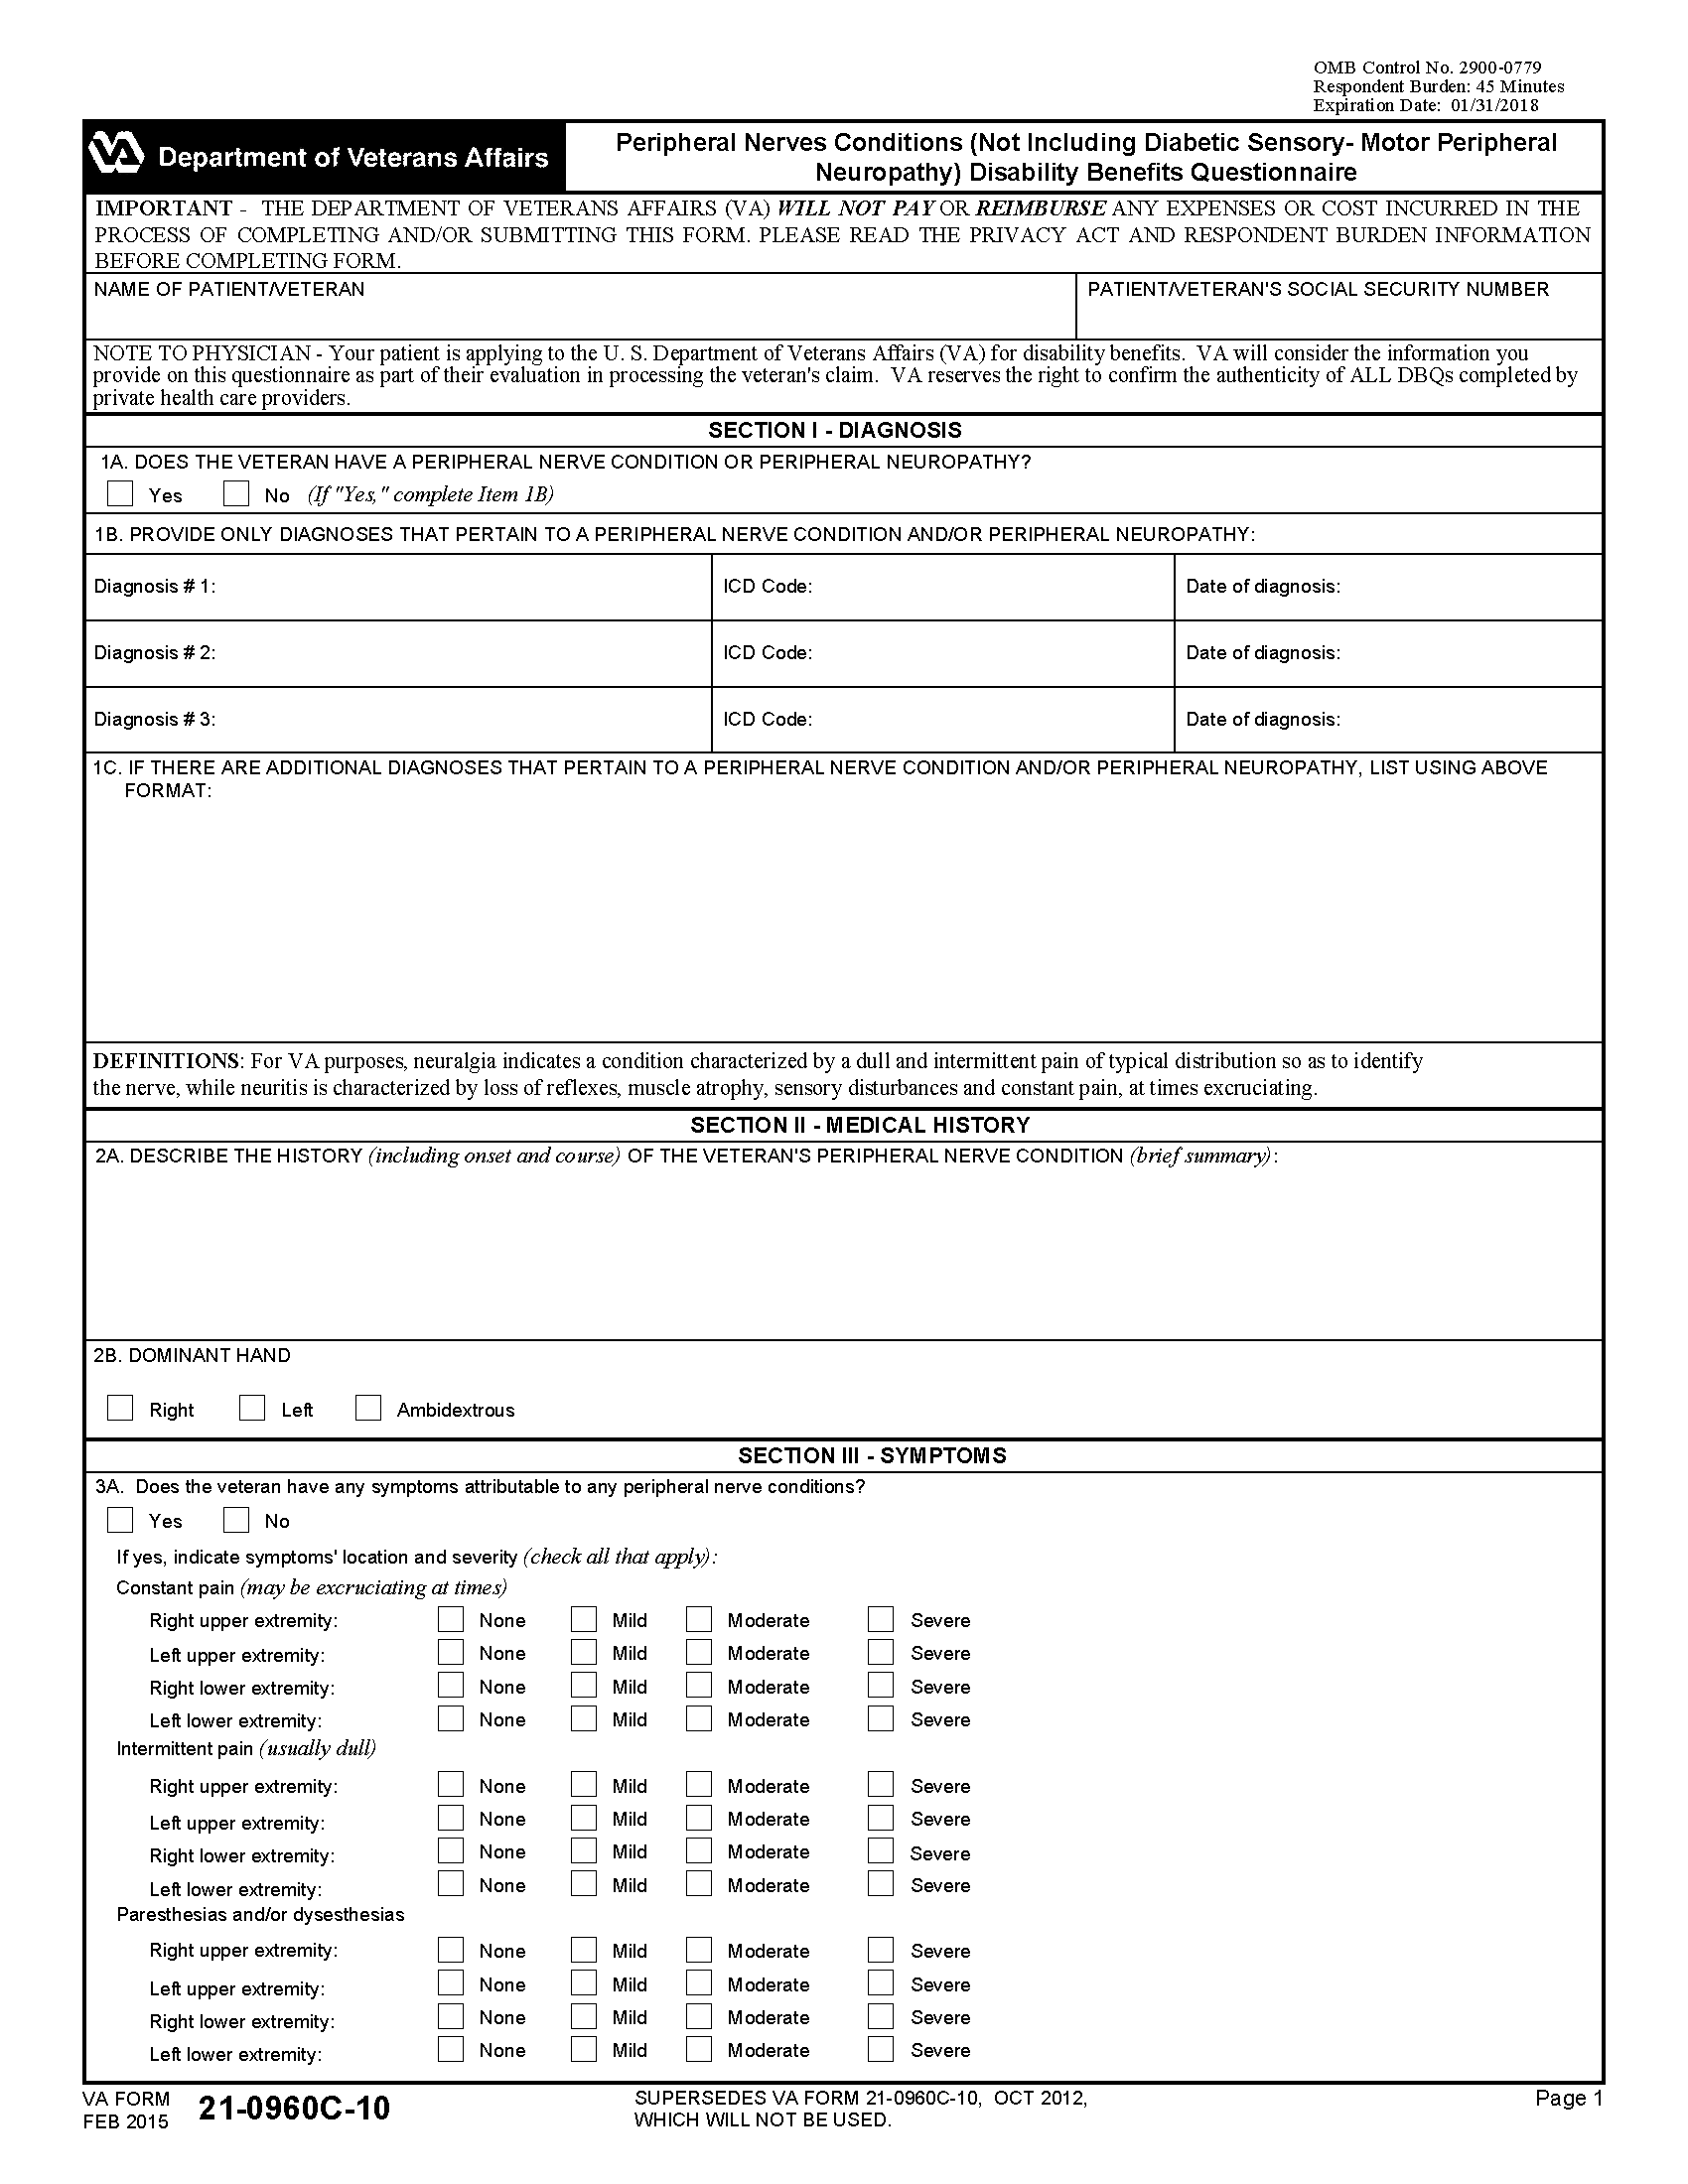 OMB Control No. 2900-0779
Respondent Burden: 45 Minutes
Expiration Date: 01/31/2018
VA Department of Veterans Affairs
Peripheral Nerves Conditions (Not Including Diabetic Sensory- Motor Peripheral
Neuropathy) Disability Benefits Questionnaire
IMPORTANT - THE DEPARTMENT OF VETERANS AFFAIRS (VA) WILL NOT PAY OR REIMBURSE ANY EXPENSES OR COST INCURRED IN THE
PROCESS OF COMPLETING AND/OR SUBMITTING THIS FORM. PLEASE READ THE PRIVACY ACT AND RESPONDENT BURDEN INFORMATION
BEFORE COMPLETING FORM.
NAME OF PATIENT/VETERAN
PATIENT/VETERAN'S SOCIAL SECURITY NUMBER
NOTE TO PHYSICIAN - Your patient is applying to the U. S. Department of Veterans Affairs (VA) for disability benefits. VA will consider the information you
provide on this questionnaire as part of their evaluation in processing the veteran's claim. VA reserves the right to confirm the authenticity of ALL DBQs completed by
private health care providers.
SECTION I - DIAGNOSIS
1A. DOES THE VETERAN HAVE A PERIPHERAL NERVE CONDITION OR PERIPHERAL NEUROPATHY?
Yes No (If "Yes," complete Item 1B)
1B. PROVIDE ONLY DIAGNOSES THAT PERTAIN TO A PERIPHERAL NERVE CONDITION AND/OR PERIPHERAL NEUROPATHY:
Diagnosis # 1: ICD Code: Date of diagnosis:
Diagnosis # 2: ICD Code: Date of diagnosis:
Diagnosis # 3: ICD Code: Date of diagnosis:
1C. IF THERE ARE ADDITIONAL DIAGNOSES THAT PERTAIN TO A PERIPHERAL NERVE CONDITION AND/OR PERIPHERAL NEUROPATHY, LIST USING ABOVE
FORMAT:
DEFINITIONS: For VA purposes, neuralgia indicates a condition characterized by a dull and intermittent pain of typical distribution so as to identify
the nerve, while neuritis is characterized by loss of reflexes, muscle atrophy, sensory disturbances and constant pain, at times excruciating.
SECTION II - MEDICAL HISTORY
2A. DESCRIBE THE HISTORY (including onset and course) OF THE VETERAN'S PERIPHERAL NERVE CONDITION (brief summary):
2B. DOMINANT HAND
Right Left Ambidextrous
SECTION III - SYMPTOMS
3A. Does the veteran have any symptoms attributable to any peripheral nerve conditions?
Yes No
If yes, indicate symptoms' location and severity (check all that apply):
Constant pain (may be excruciating at times)
Right upper extremity: None Mild Moderate Severe
Left upper extremity: None Mild Moderate Severe
Right lower extremity: None Mild Moderate Severe
Left lower extremity: None Mild Moderate Severe
Intermittent pain (usually dull)
Right upper extremity: None Mild Moderate Severe
Left upper extremity: None Mild Moderate Severe
Right lower extremity: None Mild Moderate Severe
Left lower extremity: None Mild Moderate Severe
Paresthesias and/or dysesthesias
Right upper extremity: None Mild Moderate Severe
Left upper extremity: None Mild Moderate Severe
Right lower extremity: None Mild Moderate Severe
Left lower extremity: None Mild Moderate Severe
VA FORM
FEB 2015 21-0960C-10
SUPERSEDES VA FORM 21-0960C-10, OCT 2012,
WHICH WILL NOT BE USED.
Page 1